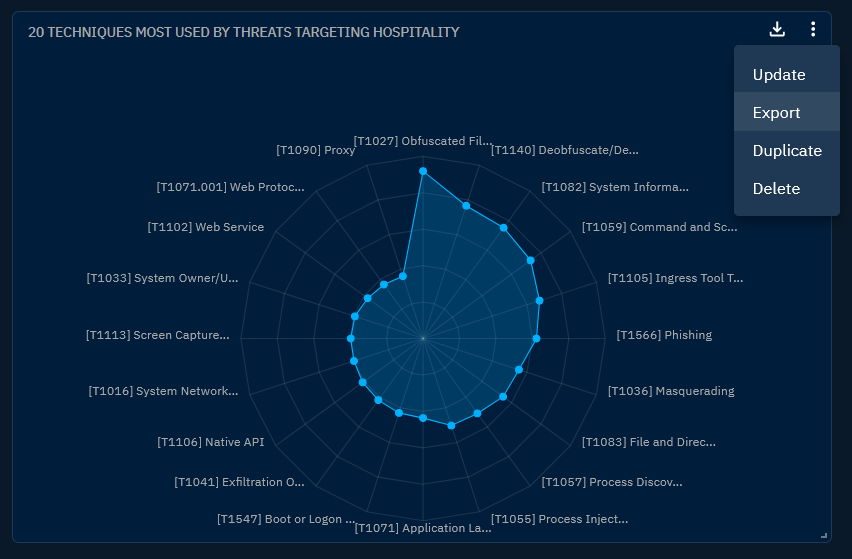 20 TECHNIQUES MOST USED BY THREATS TARGETING HOSPITALITY
Update
Export
Duplicate
Delete
[T1027] Obfuscated Fil...
[T1140] Deobfuscate/De...
[T1082] System Informa...
[T1059] Command and Sc...
[T1105] Ingress Tool T...
[T1566] Phishing
[T1036] Masquerading
[T1083] File and Direc...
[T1057] Process Discov...
[T1055] Process Inject...
[T1071] Application La...
[T1547] Boot or Logon ...
[T1041] Exfiltration O...
[T1106] Native API
[T1016] System Network...
[T1113] Screen Capture...
[T1033] System Owner/U...
[T1102] Web Service
[T1071.001] Web Protoc...
[T1090] Proxy